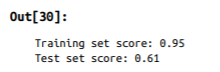 Out[30]:
Training set score: 0.95
Test set score: 0.61